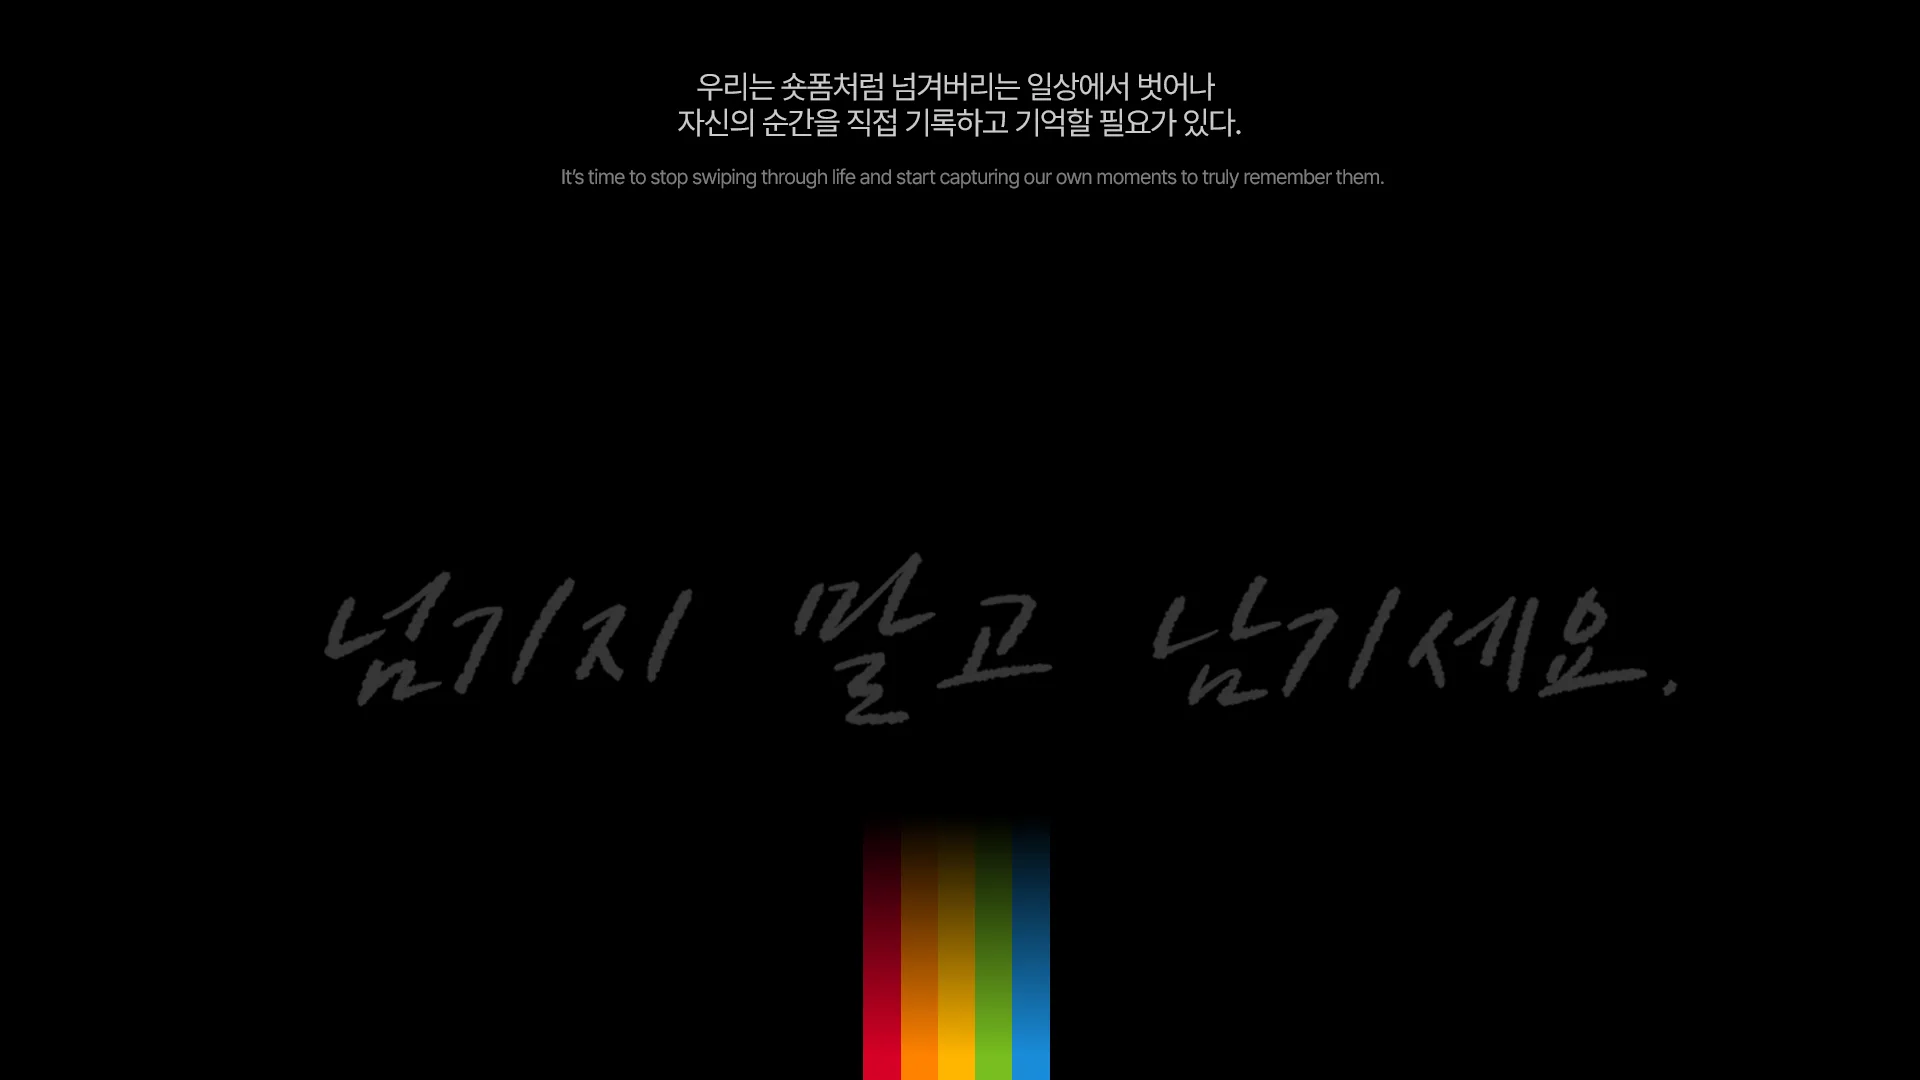 우리는 숏폼처럼 넘겨버리는 일상에서 벗어나
자신의 순간을 직접 기록하고 기억할 필요가 있다.
It’s time to stop swiping through life and start capturing our own moments to truly remember them.
넘기지 말고 남기세요.